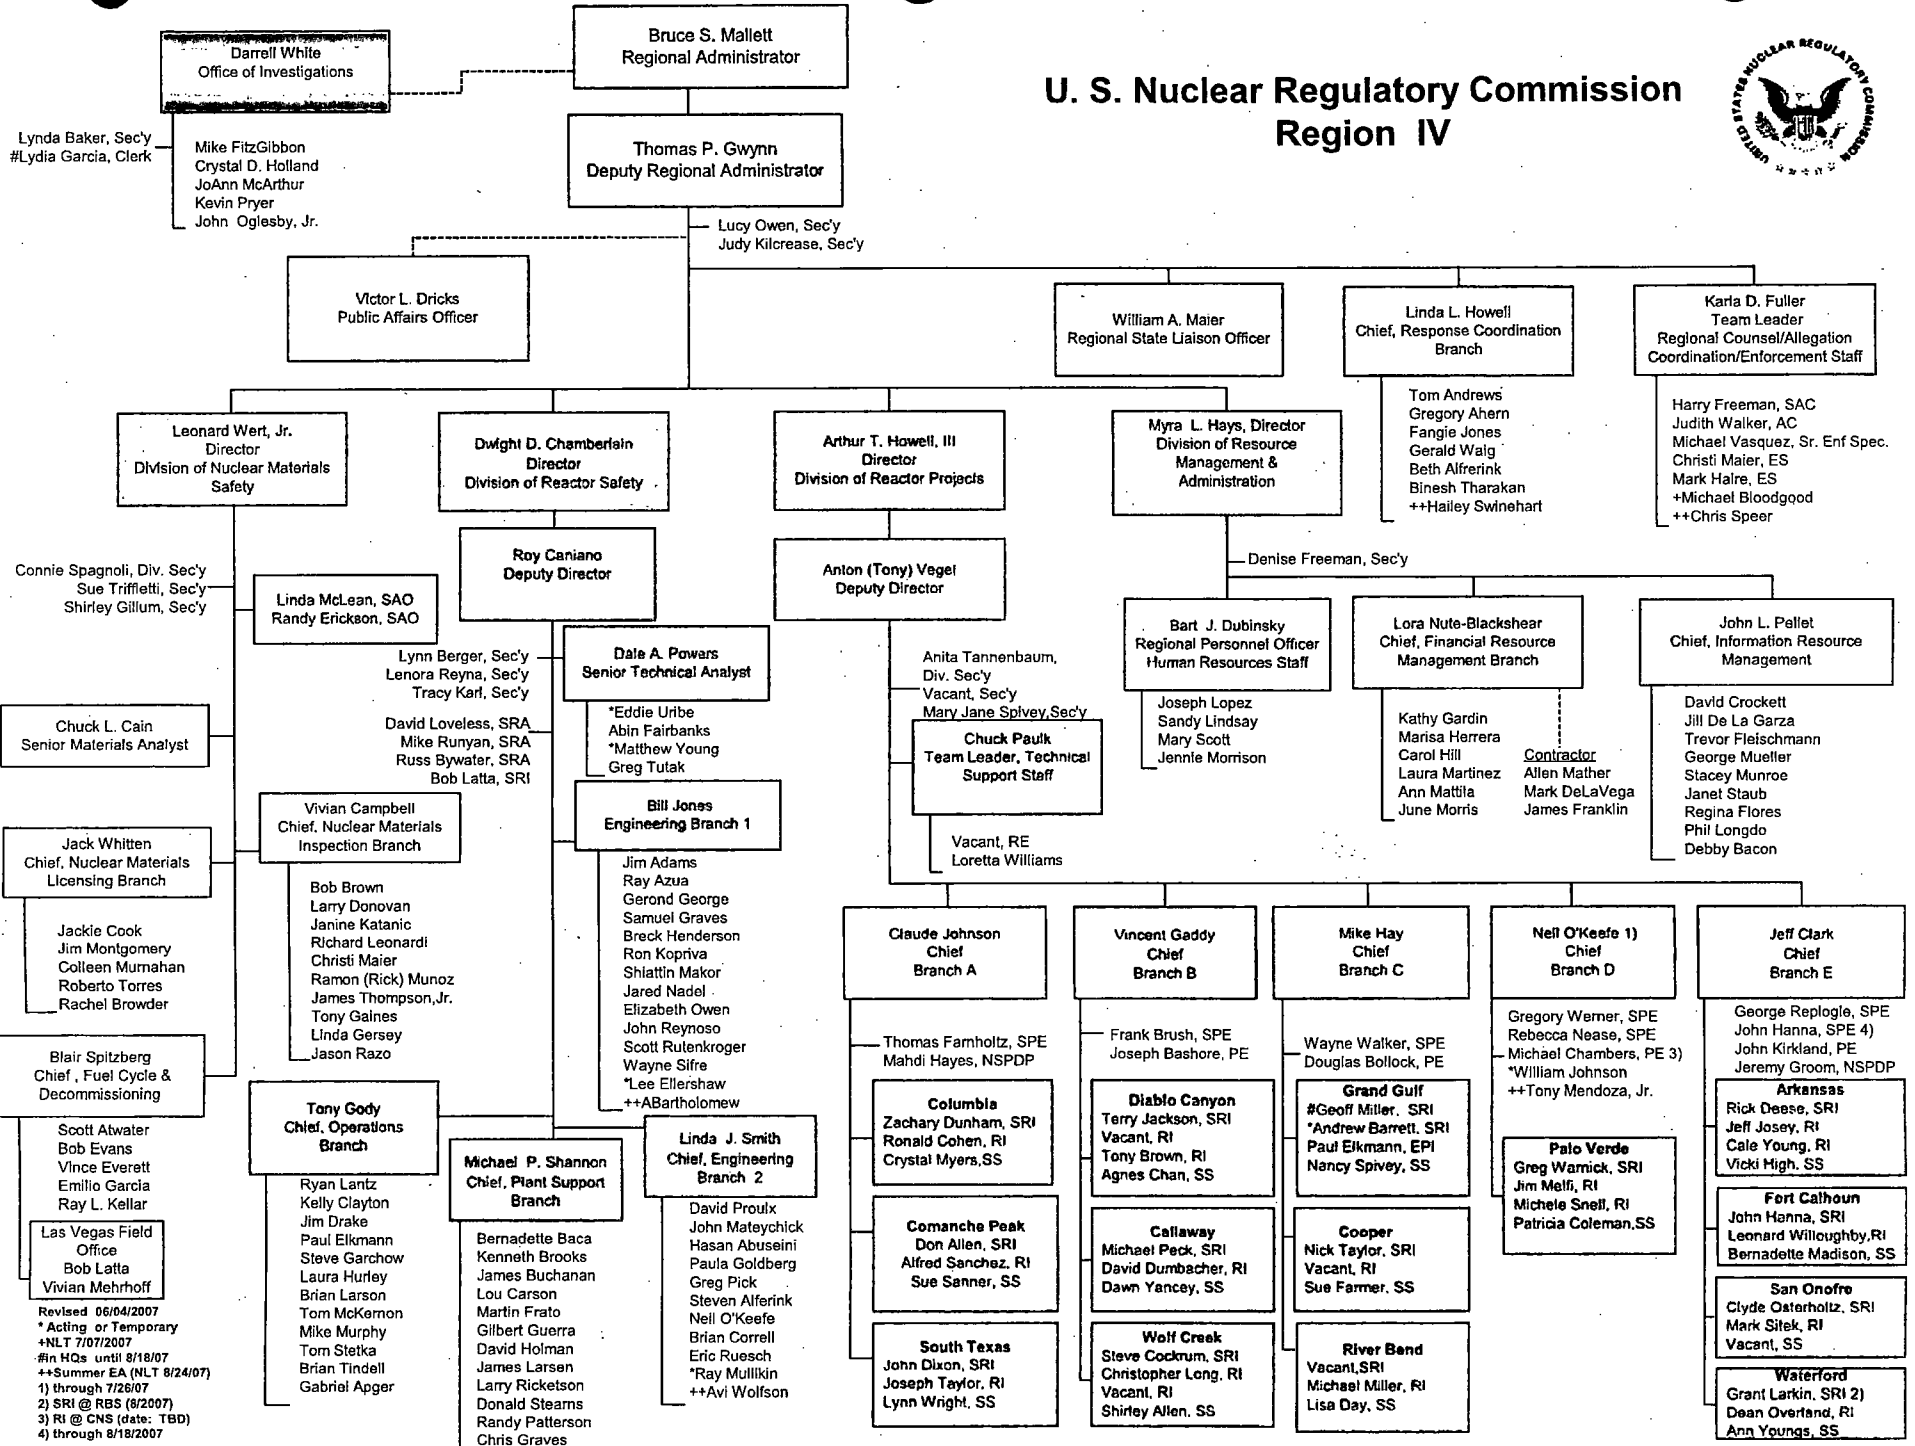 Darrell White
Office of Investigations
Bruce S. Mallett
Regional Administrator
U. S. Nuclear Regulatory Commission
Region IV
UNITED STATES NUCLEAR REGULATORY COMMISSION
Lynda Baker, Sec'y
#Lydia Garcia, Clerk
Mike FitzGibbon
Crystal D. Holland
JoAnn McArthur
Kevin Pryer
John Oglesby, Jr.
Thomas P. Gwynn
Deputy Regional Administrator
Lucy Owen, Sec'y
Judy Kilcrease, Sec'y
Victor L. Dricks
Public Affairs Officer
William A. Maier
Regional State Liaison Officer
Linda L. Howell
Chief, Response Coordination
Branch
Tom Andrews
Gregory Ahern
Fangie Jones
Gerald Waig
Beth Alfrerink
Binesh Tharakan
++Hailey Swinehart
Karla D. Fuller
Team Leader
Regional Counsel/Allegation
Coordination/Enforcement Staff
Harry Freeman, SAC
Judith Walker, AC
Michael Vasquez, Sr. Enf Spec.
Christi Maier, ES
Mark Haire, ES
+Michael Bloodgood
++Chris Speer
Leonard Wert, Jr.
Director
Division of Nuclear Materials
Safety
Connie Spagnoli, Div. Sec'y
Sue Triffletti, Sec'y
Shirley Gillum, Sec'y
Linda McLean, SAO
Randy Erickson, SAO
Chuck L. Cain
Senior Materials Analyst
Jack Whitten
Chief, Nuclear Materials
Licensing Branch
Jackie Cook
Jim Montgomery
Colleen Murnahan
Roberto Torres
Rachel Browder
Vivian Campbell
Chief, Nuclear Materials
Inspection Branch
Bob Brown
Larry Donovan
Janine Katanic
Richard Leonardi
Christi Maier
Ramon (Rick) Munoz
James Thompson,Jr.
Tony Gaines
Linda Gersey
Jason Razo
Blair Spitzberg
Chief , Fuel Cycle &
Decommissioning
Scott Atwater
Bob Evans
Vince Everett
Emilio Garcia
Ray L. Kellar
Las Vegas Field
Office
Bob Latta
Vivian Mehrhoff
Dwight D. Chamberlain
Director
Division of Reactor Safety
Roy Caniano
Deputy Director
Lynn Berger, Sec'y
Lenora Reyna, Sec'y
Tracy Karl, Sec'y
David Loveless, SRA
Mike Runyan, SRA
Russ Bywater, SRA
Bob Latta, SRI
Dale A. Powers
Senior Technical Analyst
*Eddie Uribe
Abin Fairbanks
*Matthew Young
Greg Tutak
Bill Jones
Engineering Branch 1
Jim Adams
Ray Azua
Gerond George
Samuel Graves
Breck Henderson
Ron Kopriva
Shiattin Makor
Jared Nadel
Elizabeth Owen
John Reynoso
Scott Rutenkroger
Wayne Sifre
*Lee Ellershaw
++ABartholomew
Tony Gody
Chief, Operations
Branch
Ryan Lantz
Kelly Clayton
Jim Drake
Paul Elkmann
Steve Garchow
Laura Hurley
Brian Larson
Tom McKernon
Mike Murphy
Tom Stetka
Brian Tindell
Gabriel Apger
Michael P. Shannon
Chief, Plant Support
Branch
Bernadette Baca
Kenneth Brooks
James Buchanan
Lou Carson
Martin Frato
Gilbert Guerra
David Holman
James Larsen
Larry Ricketson
Donald Stearns
Randy Patterson
Chris Graves
Linda J. Smith
Chief, Engineering
Branch 2
David Proulx
John Mateychick
Hasan Abuseini
Paula Goldberg
Greg Pick
Steven Alferink
Neil O'Keefe
Brian Correll
Eric Ruesch
*Ray Mullikin
++Avi Wolfson
Arthur T. Howell, III
Director
Division of Reactor Projects
Anton (Tony) Vegel
Deputy Director
Anita Tannenbaum,
Div. Sec'y
Vacant, Sec'y
Mary Jane Spivey,Sec'y
Chuck Paulk
Team Leader, Technical
Support Staff
Vacant, RE
Loretta Williams
Myra L. Hays, Director
Division of Resource
Management &
Administration
Denise Freeman, Sec'y
Bart J. Dubinsky
Regional Personnel Officer
Human Resources Staff
Joseph Lopez
Sandy Lindsay
Mary Scott
Jennie Morrison
Lora Nute-Blackshear
Chief, Financial Resource
Management Branch
Kathy Gardin
Marisa Herrera
Carol Hill
Laura Martinez
Ann Mattila
June Morris
Contractor
Allen Mather
Mark DeLaVega
James Franklin
John L. Pellet
Chief, Information Resource
Management
David Crockett
Jill De La Garza
Trevor Fleischmann
George Mueller
Stacey Munroe
Janet Staub
Regina Flores
Phil Longdo
Debby Bacon
Claude Johnson
Chief
Branch A
Thomas Farnholtz, SPE
Mahdi Hayes, NSPDP
Columbia
Zachary Dunham, SRI
Ronald Cohen, RI
Crystal Myers,SS
Comanche Peak
Don Allen, SRI
Alfred Sanchez, RI
Sue Sanner, SS
South Texas
John Dixon, SRI
Joseph Taylor, RI
Lynn Wright, SS
Vincent Gaddy
Chief
Branch B
Frank Brush, SPE
Joseph Bashore, PE
Diablo Canyon
Terry Jackson, SRI
Vacant, RI
Tony Brown, RI
Agnes Chan, SS
Callaway
Michael Peck, SRI
David Dumbacher, RI
Dawn Yancey, SS
Wolf Creek
Steve Cockrum, SRI
Christopher Long, RI
Vacant, RI
Shirley Allen, SS
Mike Hay
Chief
Branch C
Wayne Walker, SPE
Douglas Bollock, PE
Grand Gulf
#Geoff Miller, SRI
*Andrew Barrett, SRI
Paul Elkmann, EPI
Nancy Spivey, SS
Cooper
Nick Taylor, SRI
Vacant, RI
Sue Farmer, SS
River Bend
Vacant,SRI
Michael Miller, RI
Lisa Day, SS
Neil O'Keefe 1)
Chief
Branch D
Gregory Werner, SPE
Rebecca Nease, SPE
Michael Chambers, PE 3)
*William Johnson
++Tony Mendoza, Jr.
Palo Verde
Greg Warnick, SRI
Jim Melfi, RI
Michele Snell, RI
Patricia Coleman,SS
Jeff Clark
Chief
Branch E
George Replogle, SPE
John Hanna, SPE 4)
John Kirkland, PE
Jeremy Groom, NSPDP
Arkansas
Rick Deese, SRI
Jeff Josey, RI
Cale Young, RI
Vicki High, SS
Fort Calhoun
John Hanna, SRI
Leonard Willoughby,RI
Bernadette Madison, SS
San Onofre
Clyde Osterholtz, SRI
Mark Sitek, RI
Vacant, SS
Waterford
Grant Larkin, SRI 2)
Dean Overland, RI
Ann Youngs, SS
Revised 06/04/2007
* Acting or Temporary
+NLT 7/07/2007
#in HQs until 8/18/07
++Summer EA (NLT 8/24/07)
1) through 7/26/07
2) SRI @ RBS (8/2007)
3) RI @ CNS (date: TBD)
4) through 8/18/2007